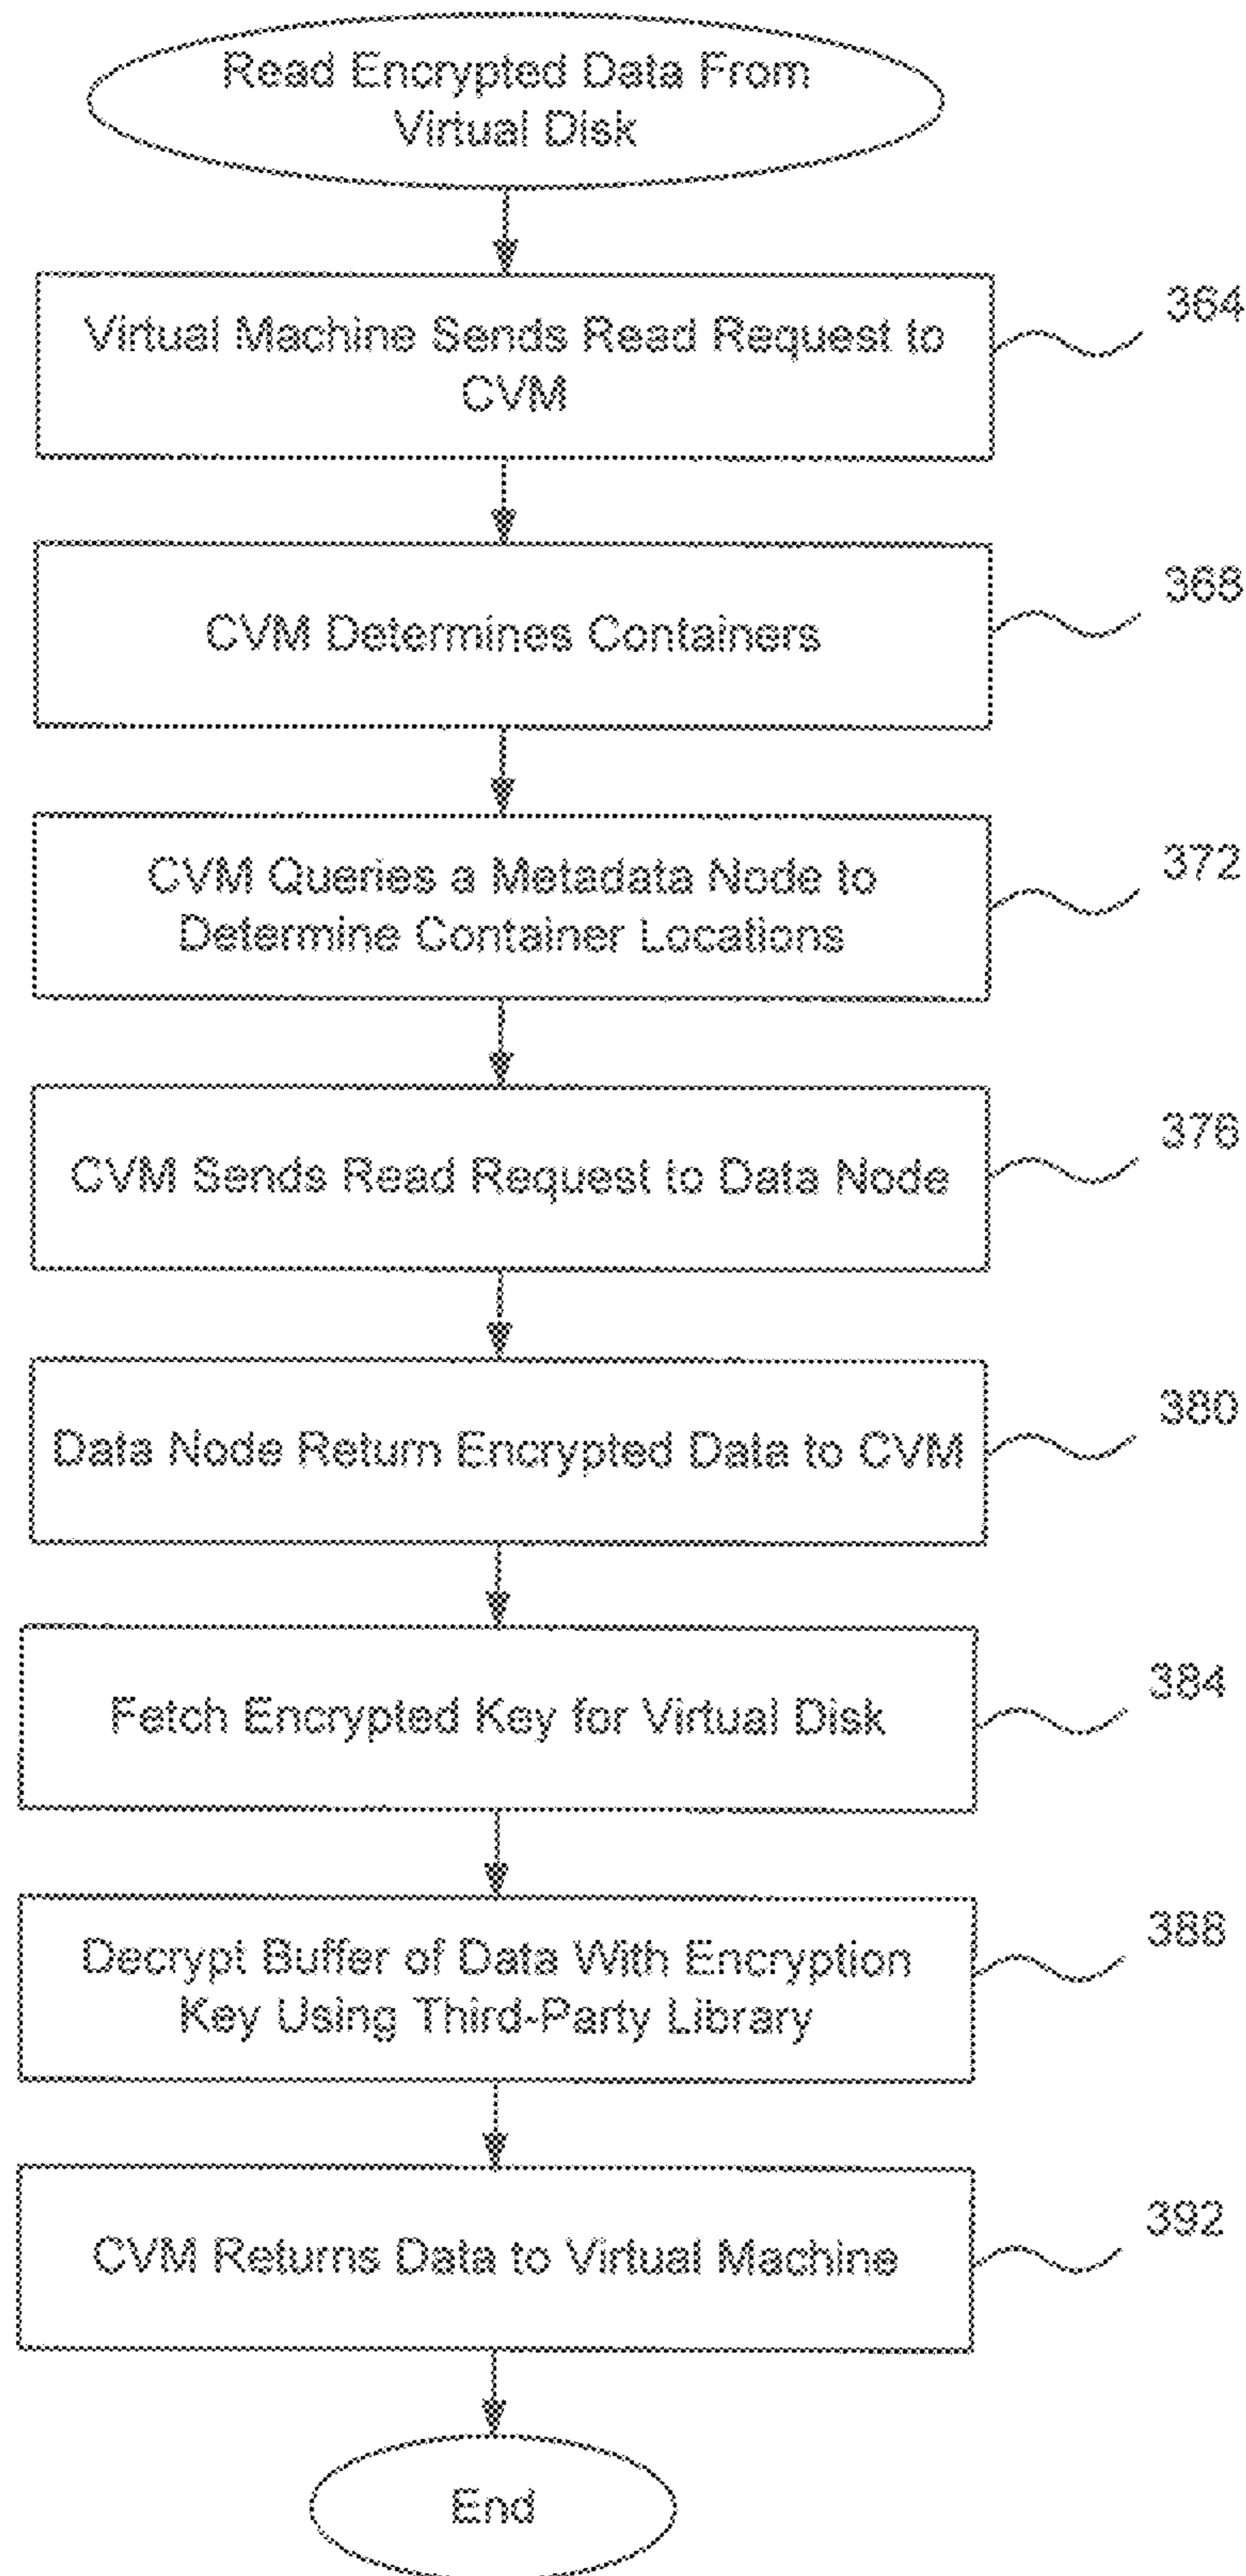 Read Encrypted Data From
Virtual Disk
Virtual Machine Sends Read Request to
CVM
364
CVM Determines Containers
368
CVM Queries a Metadata Node to
Determine Container Locations
372
CVM Sends Read Request to Data Node
376
Data Node Return Encrypted Data to CVM
380
Fetch Encrypted Key for Virtual Disk
384
Decrypt Buffer of Data With Encryption
Key Using Third-Party Library
388
CVM Returns Data to Virtual Machine
392
End